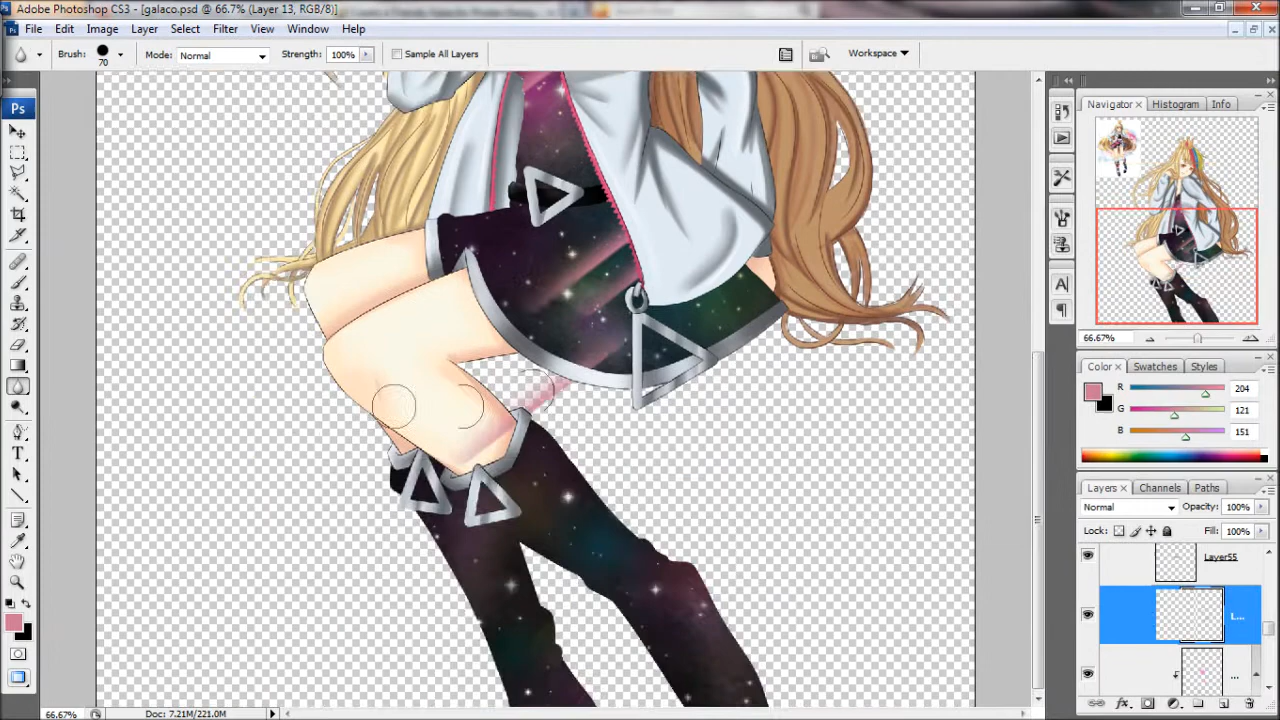 Adobe Photoshop CS3 - [galaco.psd @ 66.7% (Layer 13, RGB/8)]
Ps File Edit Image Layer Select Filter View Window Help
Brush: 70 Mode: Normal Strength: 100% Sample All Layers Workspace
Ps
Navigator × Histogram Info
66.67%
Color × Swatches Styles
R 204
G 121
B 151
Layers × Channels Paths
Normal Opacity: 100%
Lock: Fill: 100%
Layer55
L...
...
66.67% Doc: 7.21M/221.0M